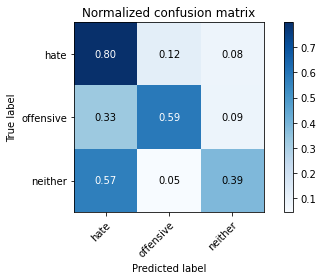 Normalized confusion matrix
hate 0.80 0.12 0.08
offensive 0.33 0.59 0.09
neither 0.57 0.05 0.39
hate offensive neither
True label
Predicted label
0.7
0.6
0.5
0.4
0.3
0.2
0.1